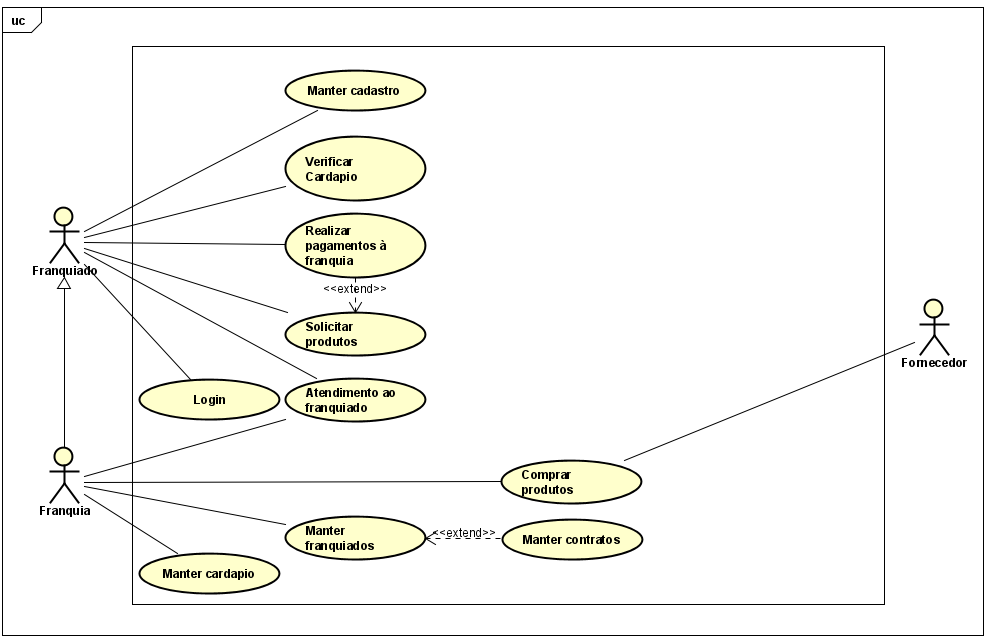 uc
Manter cadastro
Verificar
Cardapio
Realizar
pagamentos à
franquia
Franquiado
<<extend>>
Solicitar
produtos
Fornecedor
Login
Atendimento ao
franquiado
Comprar
produtos
Franquia
Manter
franquiados
<<extend>>
Manter contratos
Manter cardapio